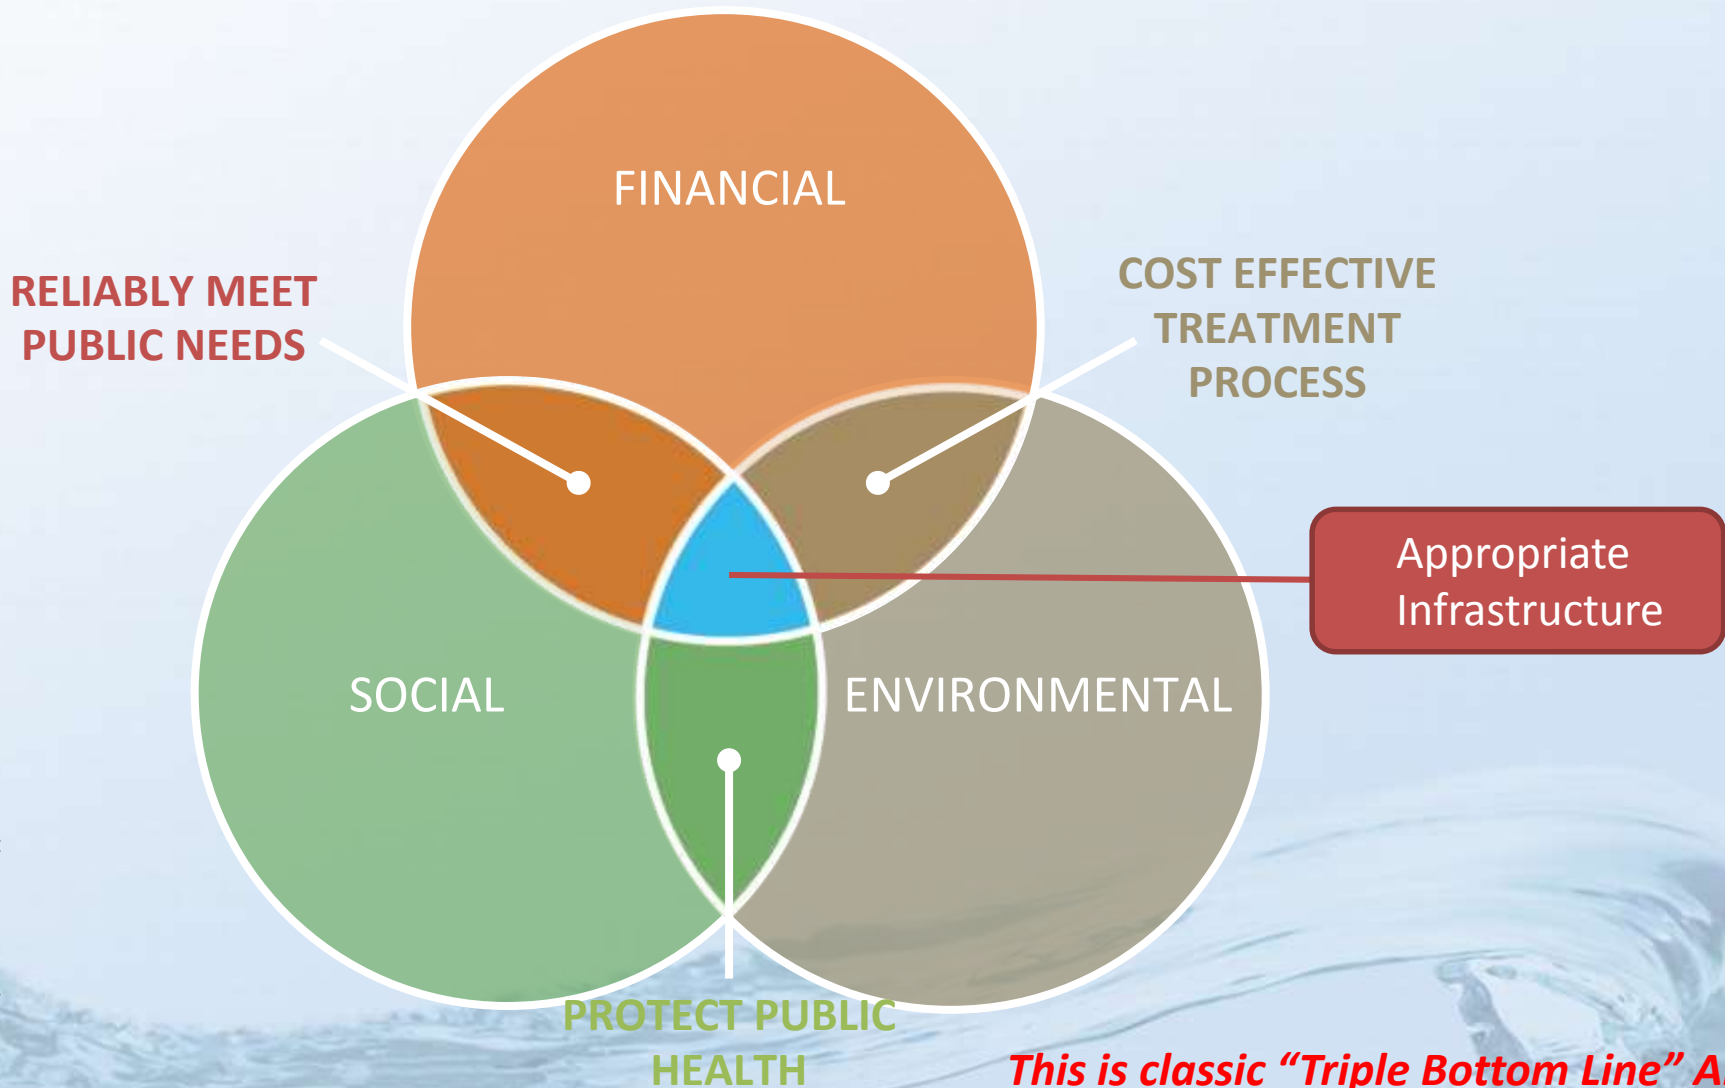 FINANCIAL
RELIABLY MEET
PUBLIC NEEDS
COST EFFECTIVE
TREATMENT
PROCESS
Appropriate
Infrastructure
SOCIAL
ENVIRONMENTAL
PROTECT PUBLIC
HEALTH
This is classic “Triple Bottom Line”